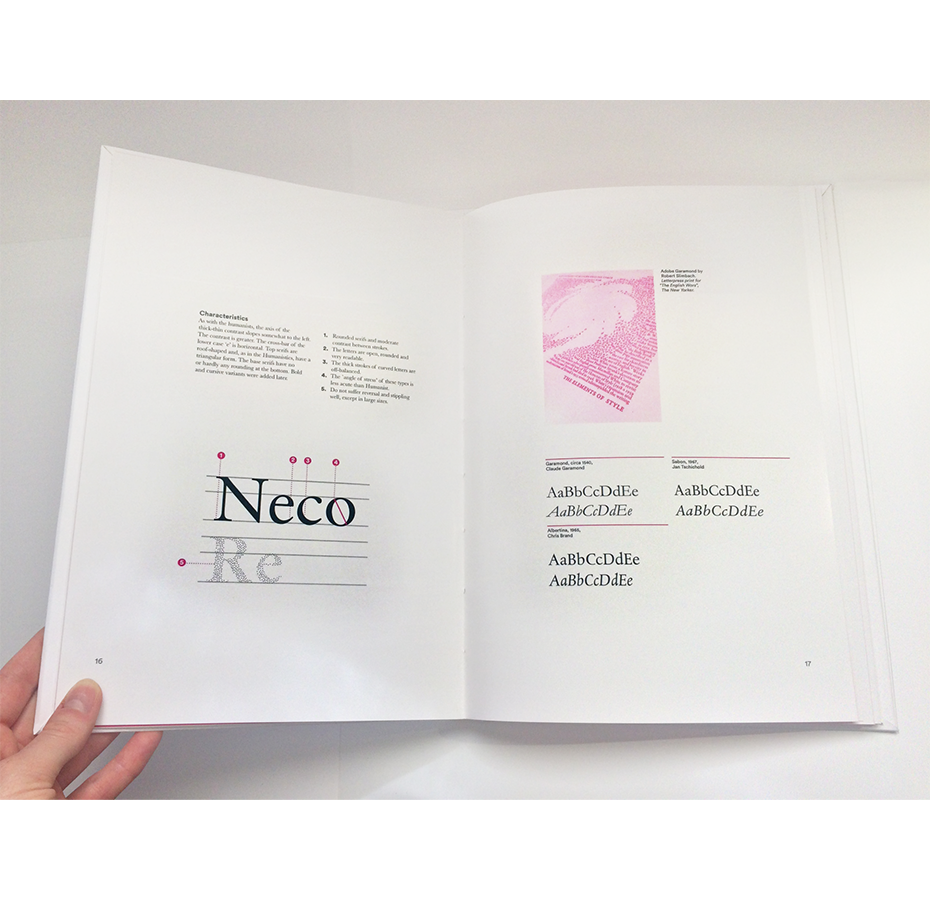 Characteristics
As with the humanists, the axis of the
thick-thin contrast slopes somewhat to the left.
The contrast is greater. The cross-bar of the
lower case 'e' is horizontal. Top serifs are
roof-shaped and, as in the Humanistics, have a
triangular form. The base serifs have no
or hardly any rounding at the bottom. Bold
and cursive variants were added later.
1. Rounded serifs and moderate
contrast between strokes.
2. The letters are open, rounded and
very readable.
3. The thick strokes of curved letters are
off-balanced.
4. The 'angle of stress' of these types is
less acute than Humanist.
5. Do not suffer reversal and stippling
well, except in large sizes.
1 2 3 4
Neco
5
Re
16
Adobe Garamond by
Robert Slimbach.
Letterpress print for
'The English Wars',
The New Yorker.
THE ELEMENTS OF STYLE
Garamond, circa 1540,
Claude Garamond
AaBbCcDdEe
AaBbCcDdEe
Sabon, 1967,
Jan Tschichold
AaBbCcDdEe
AaBbCcDdEe
Albertina, 1965,
Chris Brand
AaBbCcDdEe
AaBbCcDdEe
17